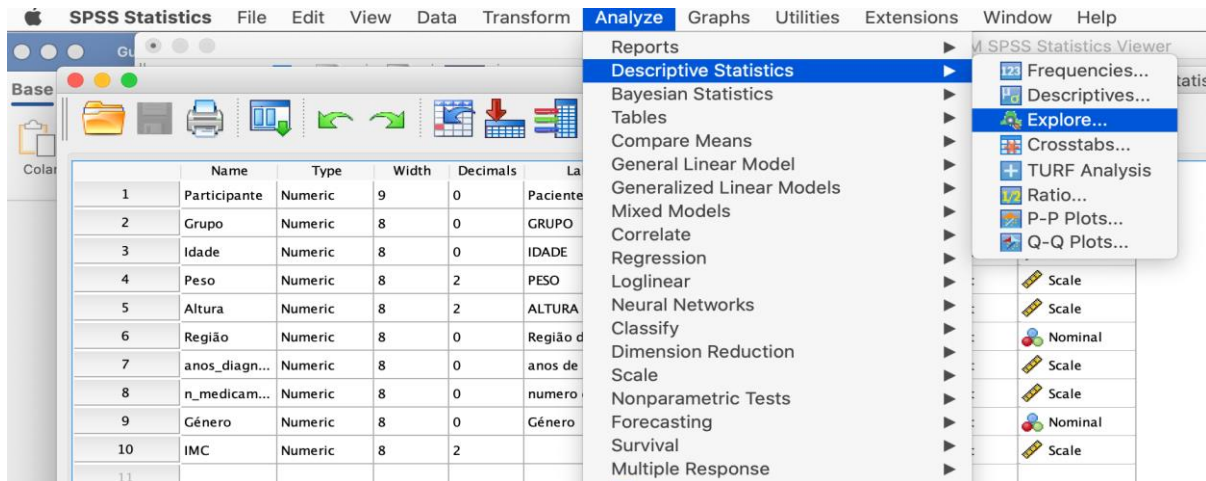 SPSS Statistics File Edit View Data Transform Analyze Graphs Utilities Extensions Window Help
Gu
SPSS Statistics Viewer
Base
Colar
Reports
Descriptive Statistics
Bayesian Statistics
Tables
Compare Means
General Linear Model
Generalized Linear Models
Mixed Models
Correlate
Regression
Loglinear
Neural Networks
Classify
Dimension Reduction
Scale
Nonparametric Tests
Forecasting
Survival
Multiple Response
123 Frequencies...
Descriptives...
Explore...
Crosstabs...
TURF Analysis
1/2 Ratio...
P-P Plots...
Q-Q Plots...
Name Type Width Decimals La
1 Participante Numeric 9 0 Paciente
2 Grupo Numeric 8 0 GRUPO
3 Idade Numeric 8 0 IDADE
4 Peso Numeric 8 2 PESO Scale
5 Altura Numeric 8 2 ALTURA Scale
6 Região Numeric 8 0 Região d Nominal
7 anos_diagn... Numeric 8 0 anos de Scale
8 n_medicam... Numeric 8 0 numero Scale
9 Género Numeric 8 0 Género Nominal
10 IMC Numeric 8 2 Scale
11